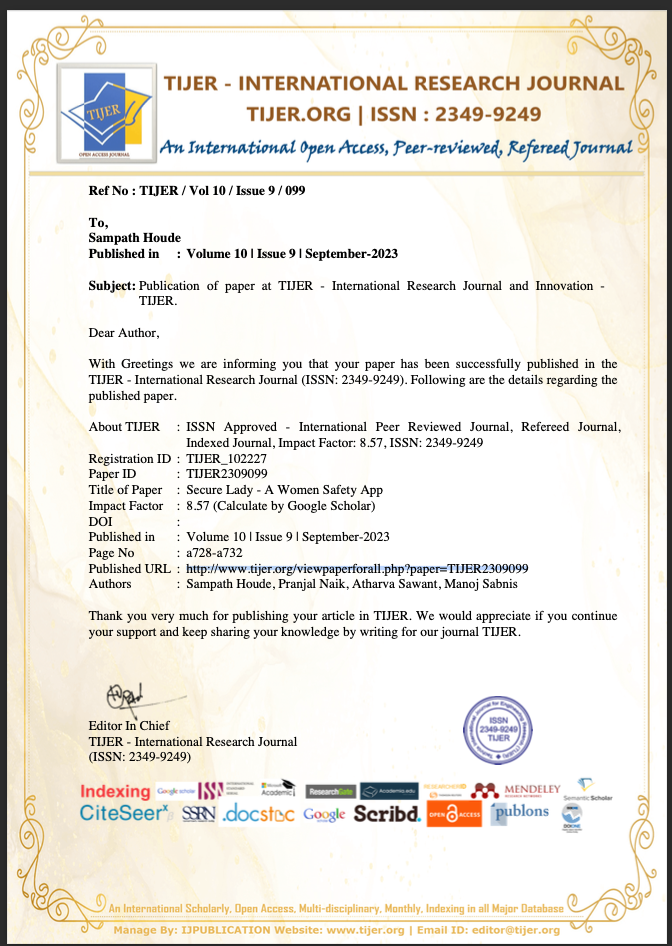 TIJER - INTERNATIONAL RESEARCH JOURNAL
TIJER.ORG | ISSN : 2349-9249
An International Open Access, Peer-reviewed, Refereed Journal
TIJER
OPEN ACCESS JOURNAL
Ref No : TIJER / Vol 10 / Issue 9 / 099
To,
Sampath Houde
Published in : Volume 10 | Issue 9 | September-2023
Subject: Publication of paper at TIJER - International Research Journal and Innovation -
TIJER.
Dear Author,
With Greetings we are informing you that your paper has been successfully published in the
TIJER - International Research Journal (ISSN: 2349-9249). Following are the details regarding the
published paper.
About TIJER : ISSN Approved - International Peer Reviewed Journal, Refereed Journal,
Indexed Journal, Impact Factor: 8.57, ISSN: 2349-9249
Registration ID : TIJER_102227
Paper ID : TIJER2309099
Title of Paper : Secure Lady - A Women Safety App
Impact Factor : 8.57 (Calculate by Google Scholar)
DOI :
Published in : Volume 10 | Issue 9 | September-2023
Page No : a728-a732
Published URL : http://www.tijer.org/viewpaperforall.php?paper=TIJER2309099
Authors : Sampath Houde, Pranjal Naik, Atharva Sawant, Manoj Sabnis
Thank you very much for publishing your article in TIJER. We would appreciate if you continue
your support and keep sharing your knowledge by writing for our journal TIJER.
Editor In Chief
TIJER - International Research Journal
(ISSN: 2349-9249)
ISSN
2349-9249
TIJER
Indexing Google scholar ISSN Microsoft Academic ResearchGate Academia.edu MENDELEY Semantic Scholar
CiteSeerx SSRN .docstoc Google Scribd. OPEN ACCESS publons
An International Scholarly, Open Access, Multi-disciplinary, Monthly, Indexing in all Major Database
Manage By: IJPUBLICATION Website: www.tijer.org | Email ID: editor@tijer.org